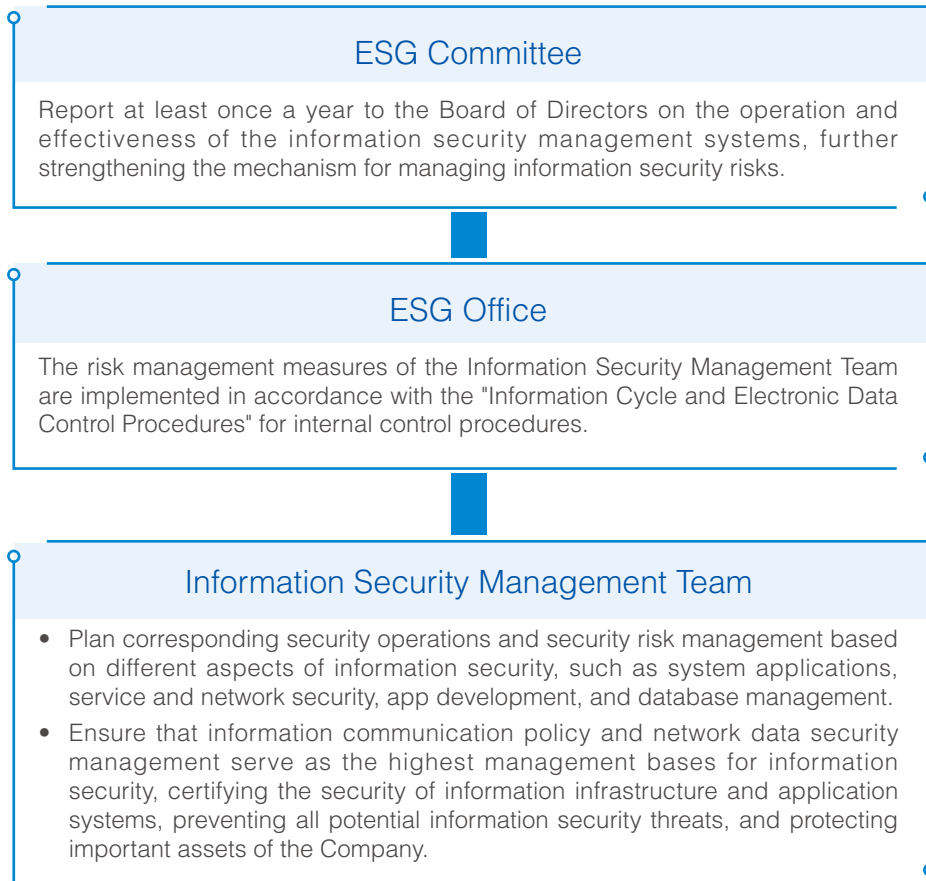 ESG Committee
Report at least once a year to the Board of Directors on the operation and
effectiveness of the information security management systems, further
strengthening the mechanism for managing information security risks.
ESG Office
The risk management measures of the Information Security Management Team
are implemented in accordance with the "Information Cycle and Electronic Data
Control Procedures" for internal control procedures.
Information Security Management Team
• Plan corresponding security operations and security risk management based
on different aspects of information security, such as system applications,
service and network security, app development, and database management.
• Ensure that information communication policy and network data security
management serve as the highest management bases for information
security, certifying the security of information infrastructure and application
systems, preventing all potential information security threats, and protecting
important assets of the Company.